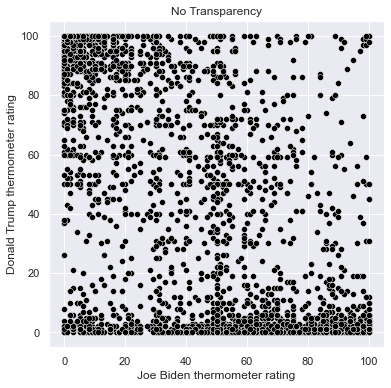 No Transparency
Donald Trump thermometer rating
100
80
60
40
20
0
0 20 40 60 80 100
Joe Biden thermometer rating